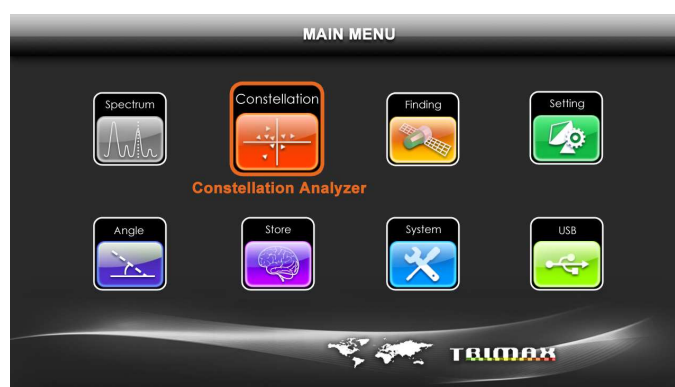 MAIN MENU
Spectrum
Constellation
Finding
Setting
Constellation Analyzer
Angle
Store
System
USB
TRIMAX